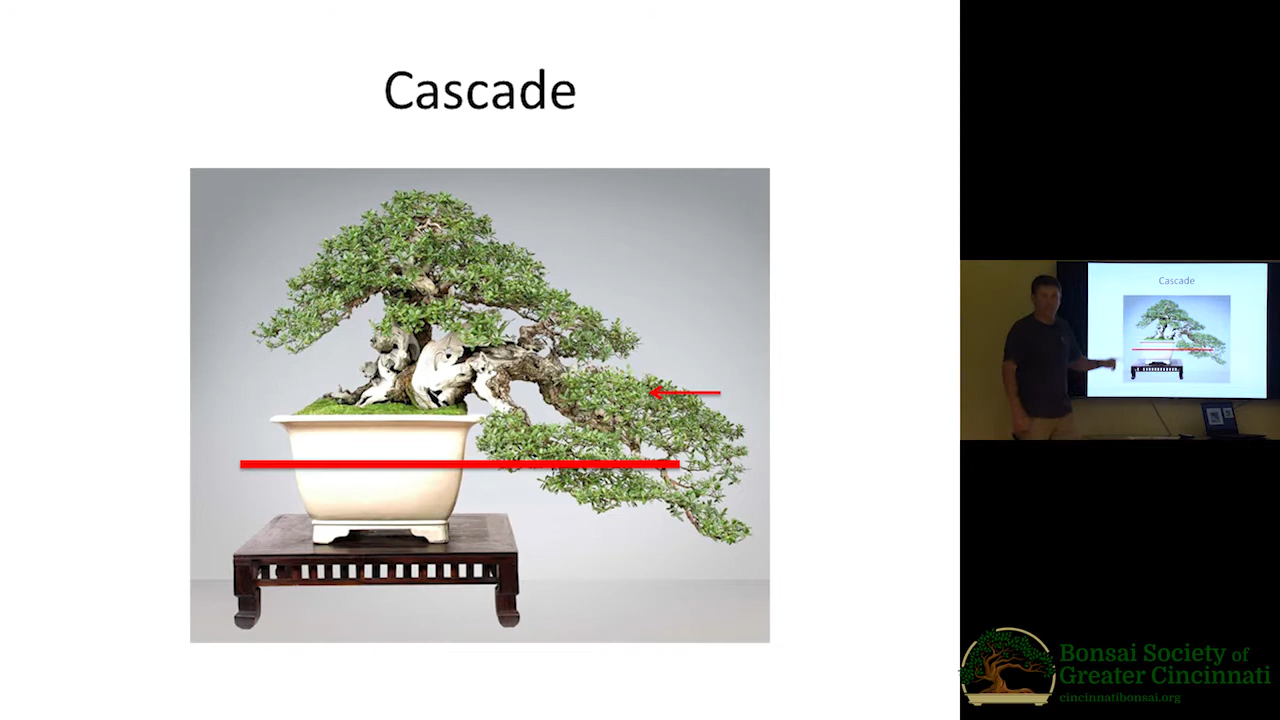 Cascade
Cascade
Bonsai Society of
Greater Cincinnati
cincinnatibonsai.org